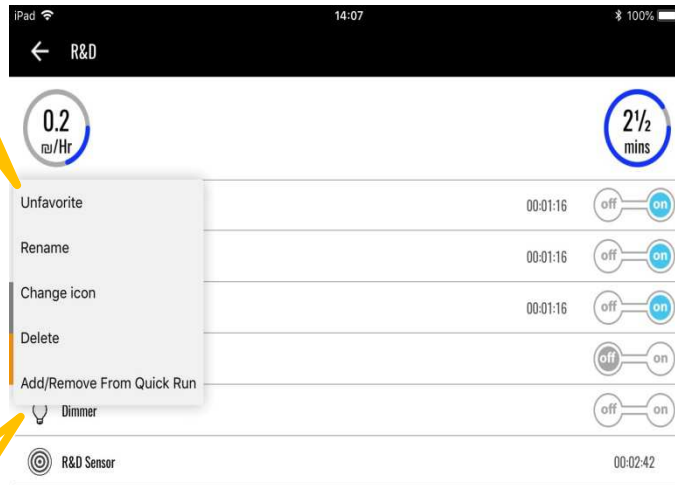 iPad 14:07 100%
R&D
0.2
₪/Hr
2½
mins
Unfavorite
00:01:16 off on
Rename
00:01:16 off on
Change icon
00:01:16 off on
Delete
off on
Add/Remove From Quick Run
Dimmer off on
R&D Sensor 00:02:42